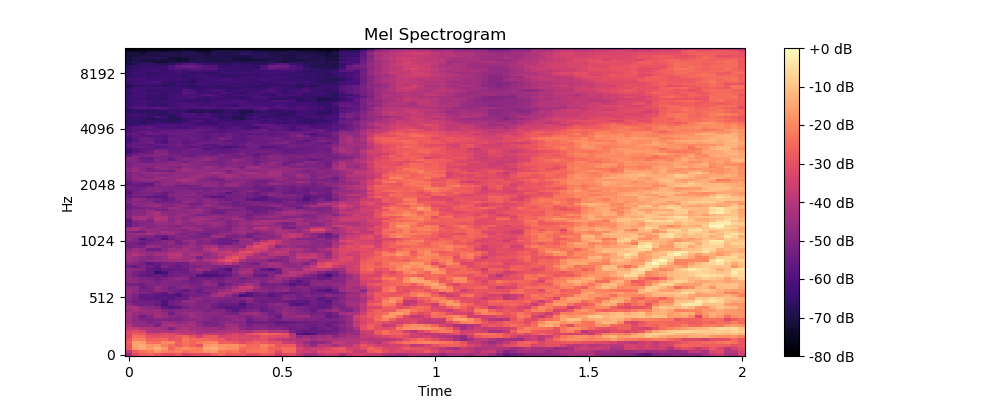 Mel Spectrogram
Hz
8192
4096
2048
1024
512
0
0 0.5 1 1.5 2
Time
+0 dB
-10 dB
-20 dB
-30 dB
-40 dB
-50 dB
-60 dB
-70 dB
-80 dB